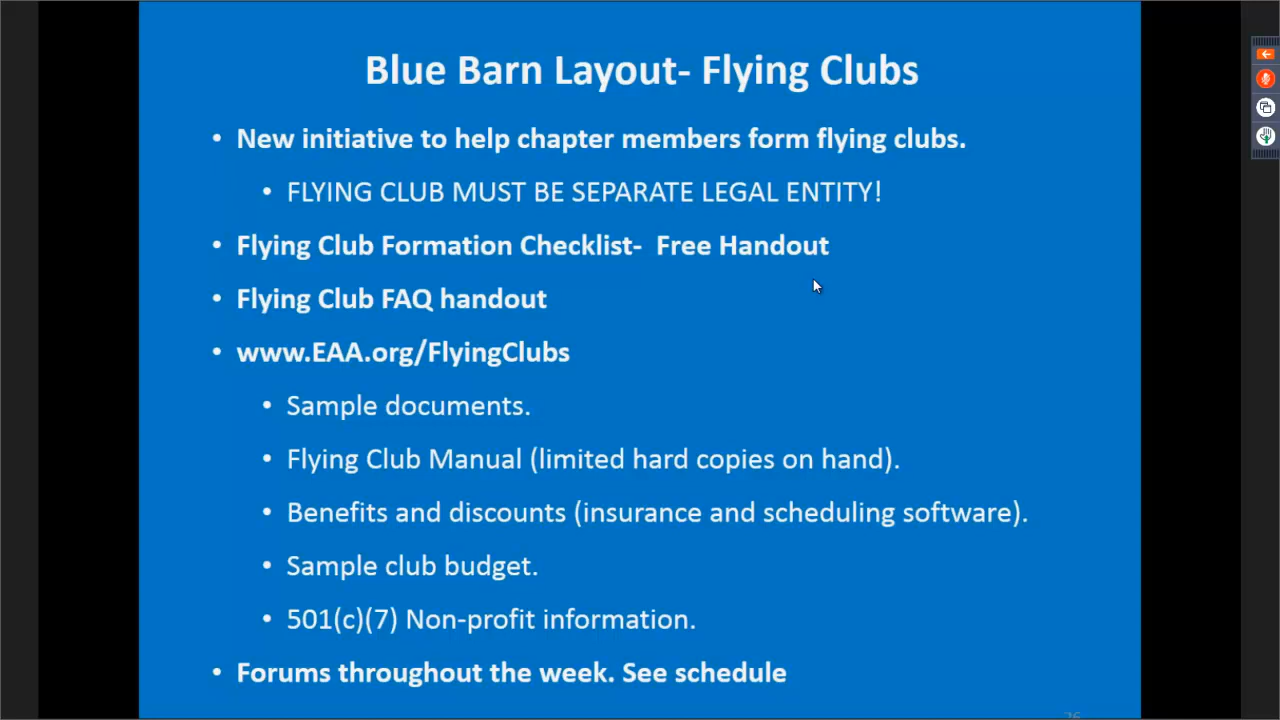 Blue Barn Layout- Flying Clubs
• New initiative to help chapter members form flying clubs.
• FLYING CLUB MUST BE SEPARATE LEGAL ENTITY!
• Flying Club Formation Checklist-  Free Handout
• Flying Club FAQ handout
• www.EAA.org/FlyingClubs
• Sample documents.
• Flying Club Manual (limited hard copies on hand).
• Benefits and discounts (insurance and scheduling software).
• Sample club budget.
• 501(c)(7) Non-profit information.
• Forums throughout the week. See schedule